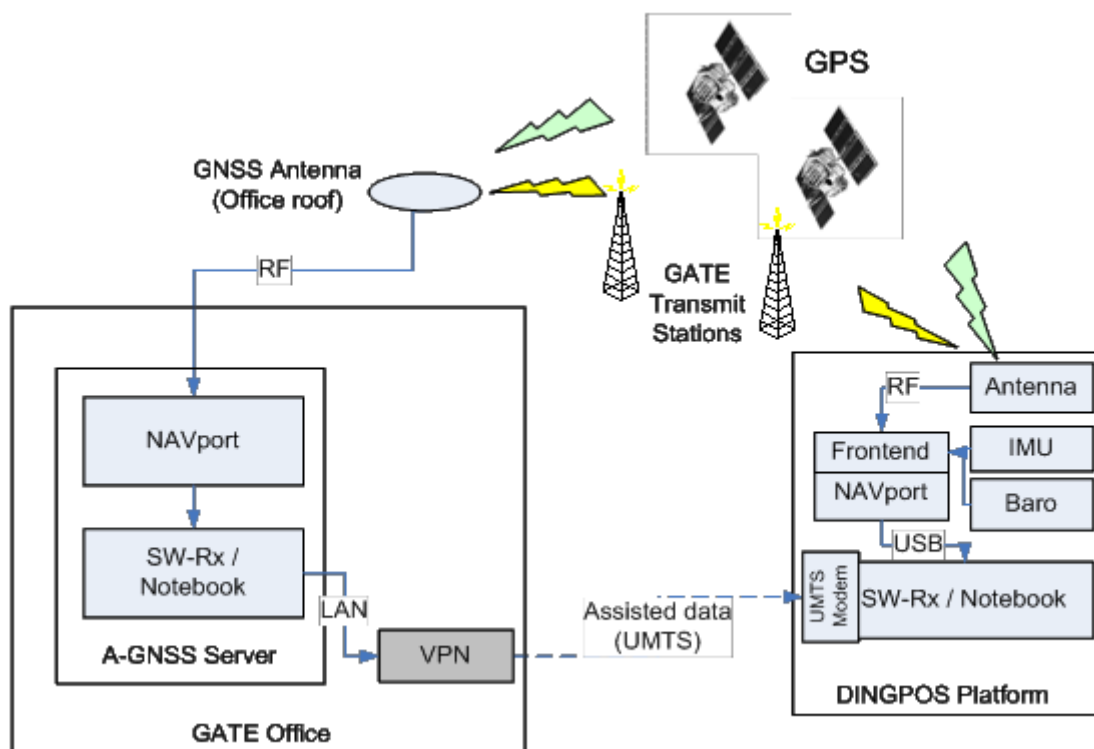 GPS
GNSS Antenna
(Office roof)
RF
GATE
Transmit
Stations
NAVport
SW-Rx /
Notebook
A-GNSS Server
LAN
VPN
GATE Office
Assisted data
(UMTS)
Antenna
RF
Frontend
NAVport
IMU
Baro
USB
UMTS
Modem
SW-Rx / Notebook
DINGPOS Platform